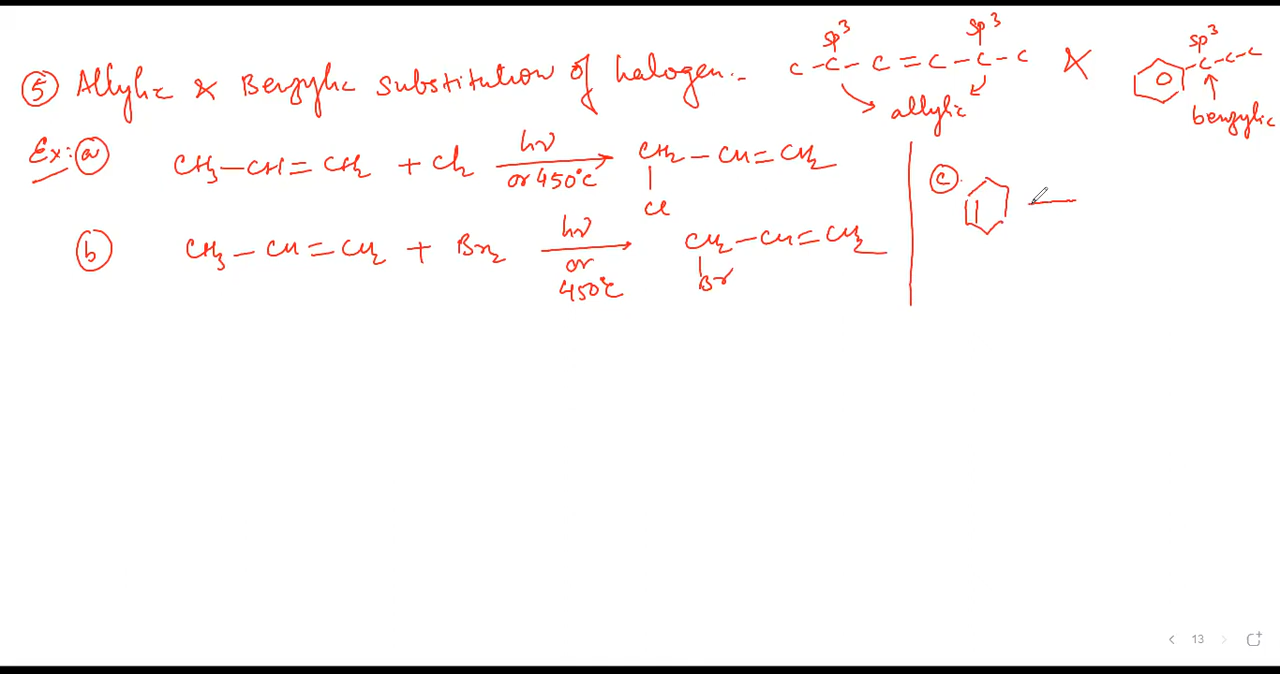 ⑤ Allylic & Benzylic substitution of halogen.. C - C - C = C - C - C & C - C - C
sp³ sp³ sp³
allylic benzylic
Ex: ⓐ CH₃ - CH = CH₂ + Cl₂ hν or 450°C CH₂ - CH = CH₂
Cl
ⓒ
ⓑ CH₃ - CH = CH₂ + Br₂ hν or 450°C CH₂ - CH = CH₂
Br
13